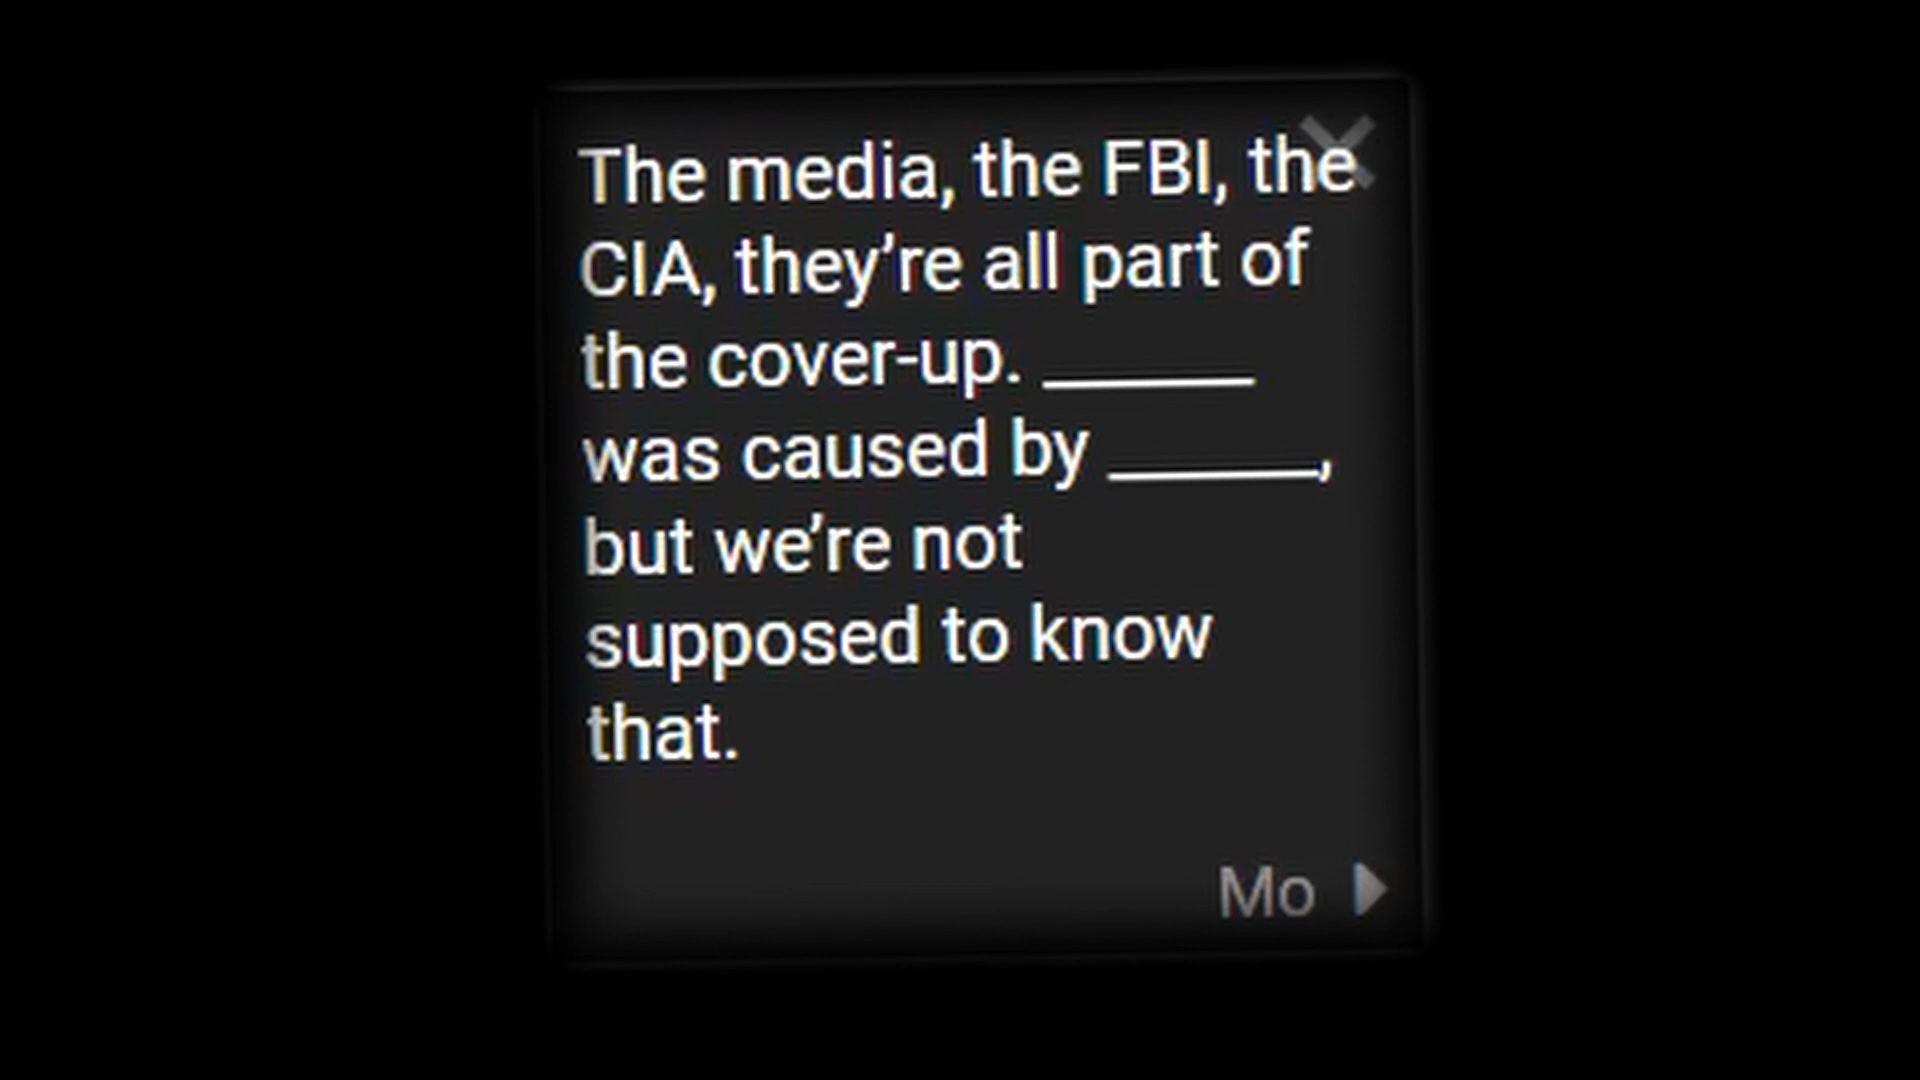 The media, the FBI, the
CIA, they’re all part of
the cover-up. ______
was caused by ______,
but we’re not
supposed to know
that.
Mo